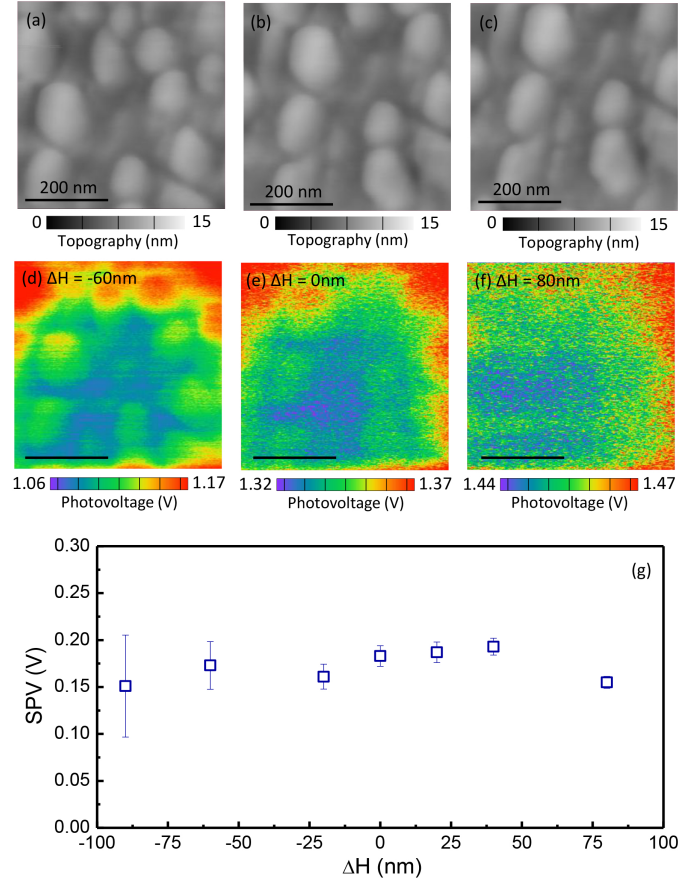 (a) (b) (c)
200 nm 200 nm 200 nm
0 15 0 15 0 15
Topography (nm) Topography (nm) Topography (nm)
(d) ΔH = -60nm (e) ΔH = 0nm (f) ΔH = 80nm
1.06 1.17 1.32 1.37 1.44 1.47
Photovoltage (V) Photovoltage (V) Photovoltage (V)
(g)
SPV (V)
0.30
0.25
0.20
0.15
0.10
0.05
0.00
-100 -75 -50 -25 0 25 50 75 100
ΔH (nm)